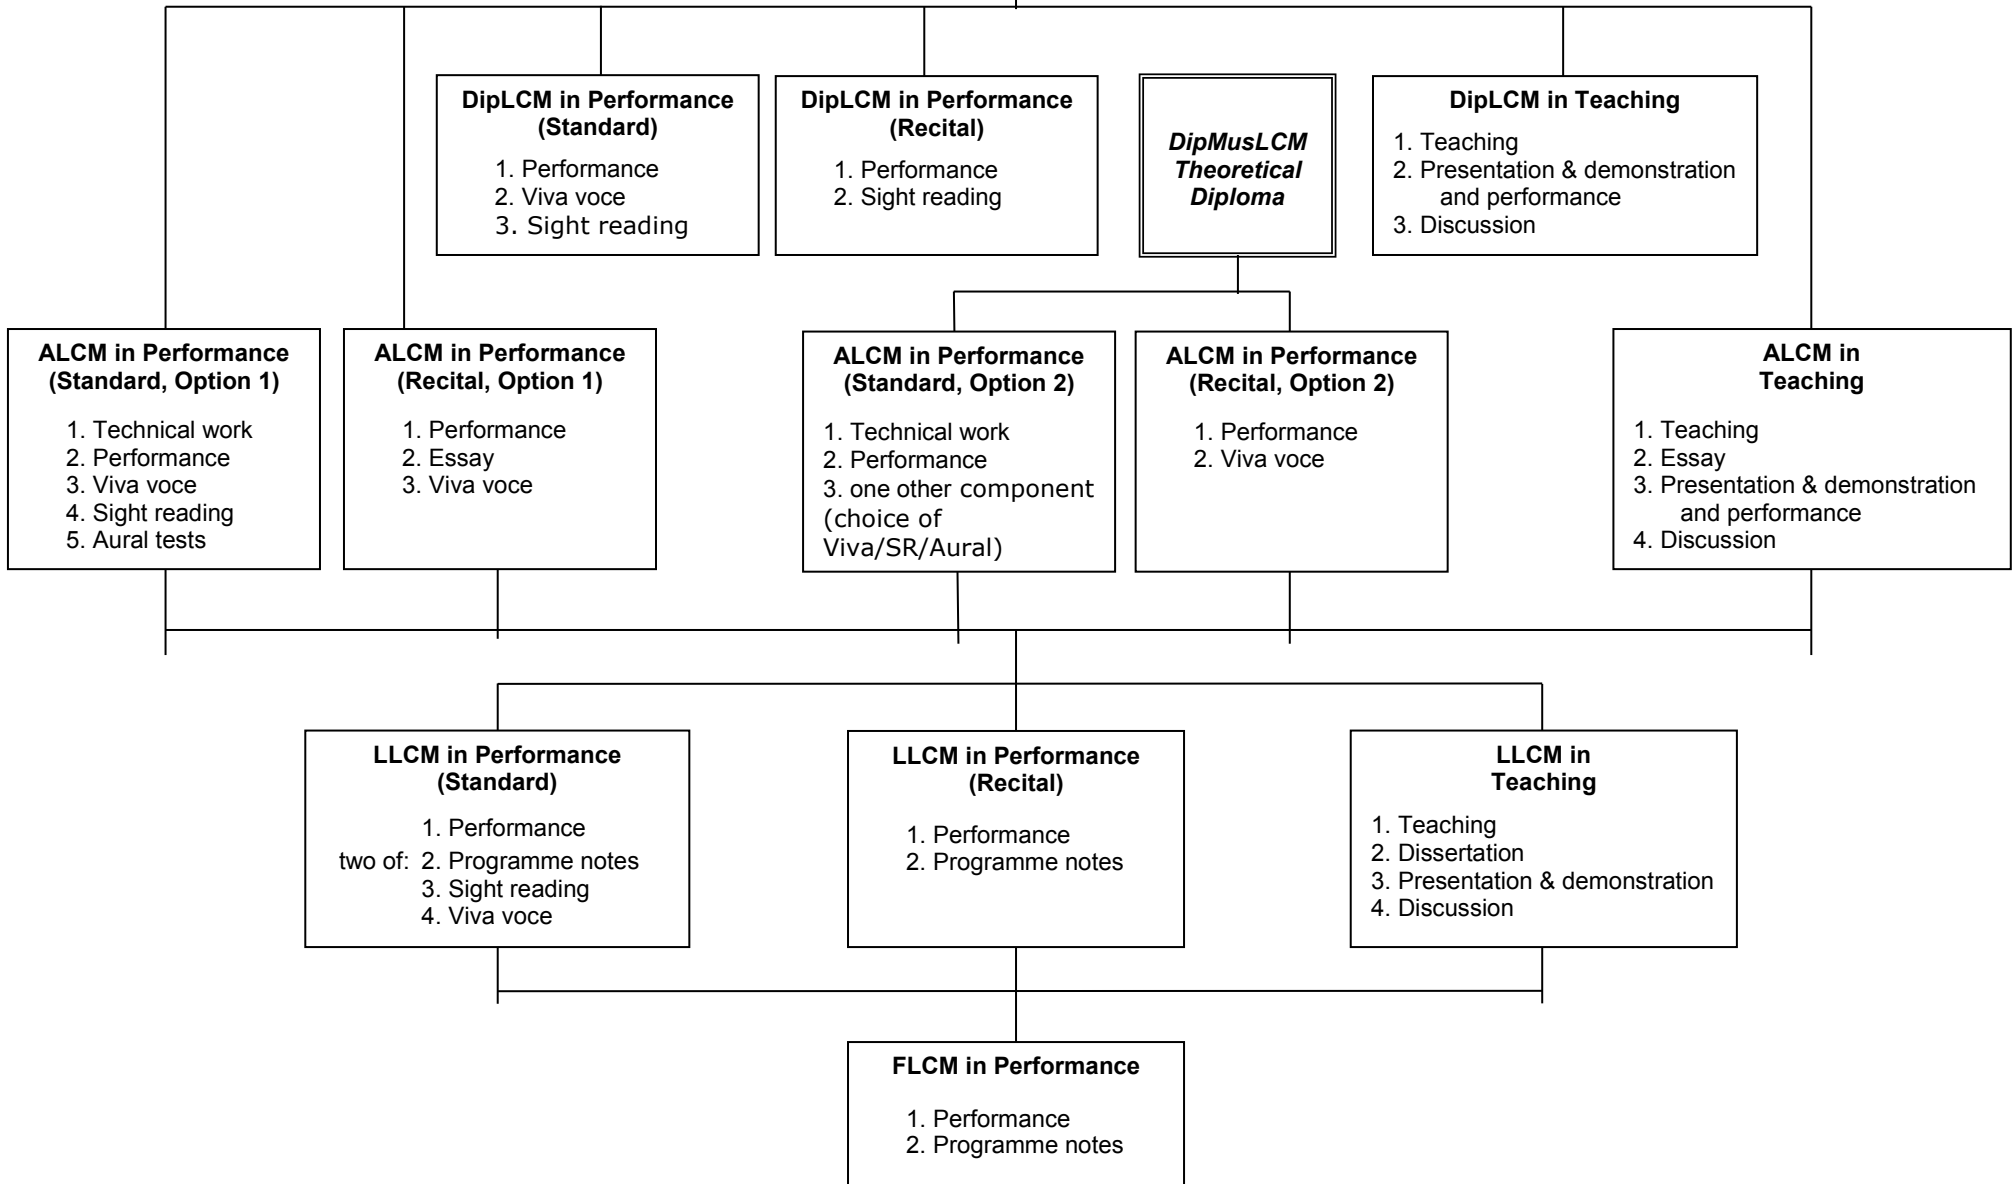 DipLCM in Performance
(Standard)
1. Performance
2. Viva voce
3. Sight reading
DipLCM in Performance
(Recital)
1. Performance
2. Sight reading
DipMusLCM
Theoretical
Diploma
DipLCM in Teaching
1. Teaching
2. Presentation & demonstration
and performance
3. Discussion
ALCM in Performance
(Standard, Option 1)
1. Technical work
2. Performance
3. Viva voce
4. Sight reading
5. Aural tests
ALCM in Performance
(Recital, Option 1)
1. Performance
2. Essay
3. Viva voce
ALCM in Performance
(Standard, Option 2)
1. Technical work
2. Performance
3. one other component
(choice of
Viva/SR/Aural)
ALCM in Performance
(Recital, Option 2)
1. Performance
2. Viva voce
ALCM in
Teaching
1. Teaching
2. Essay
3. Presentation & demonstration
and performance
4. Discussion
LLCM in Performance
(Standard)
1. Performance
two of: 2. Programme notes
3. Sight reading
4. Viva voce
LLCM in Performance
(Recital)
1. Performance
2. Programme notes
LLCM in
Teaching
1. Teaching
2. Dissertation
3. Presentation & demonstration
4. Discussion
FLCM in Performance
1. Performance
2. Programme notes